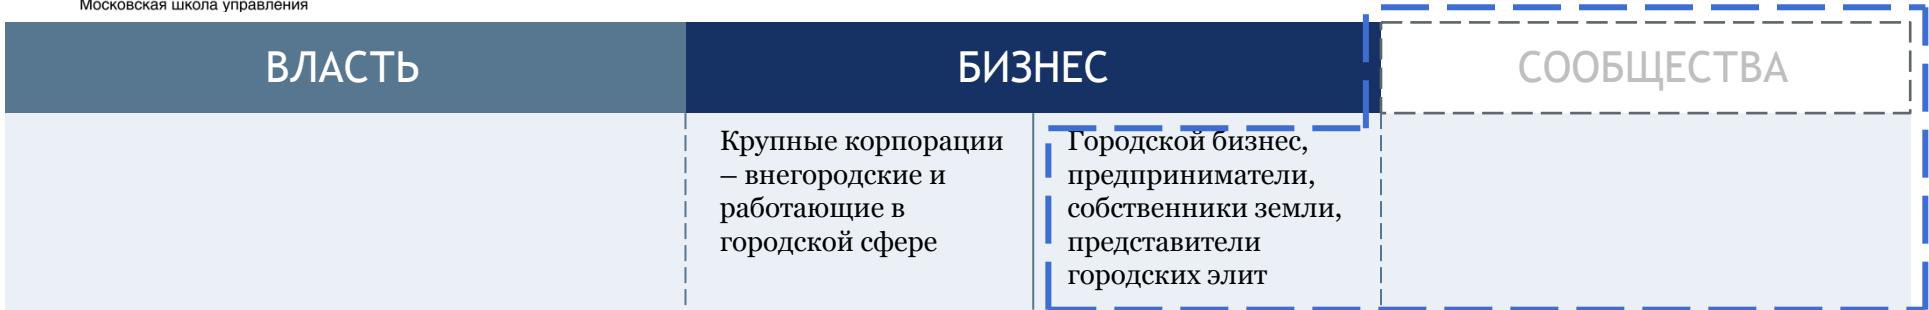 Московская школа управления
ВЛАСТЬ
БИЗНЕС
СООБЩЕСТВА
Крупные корпорации
– внегородские и
работающие в
городской сфере
Городской бизнес,
предприниматели,
собственники земли,
представители
городских элит